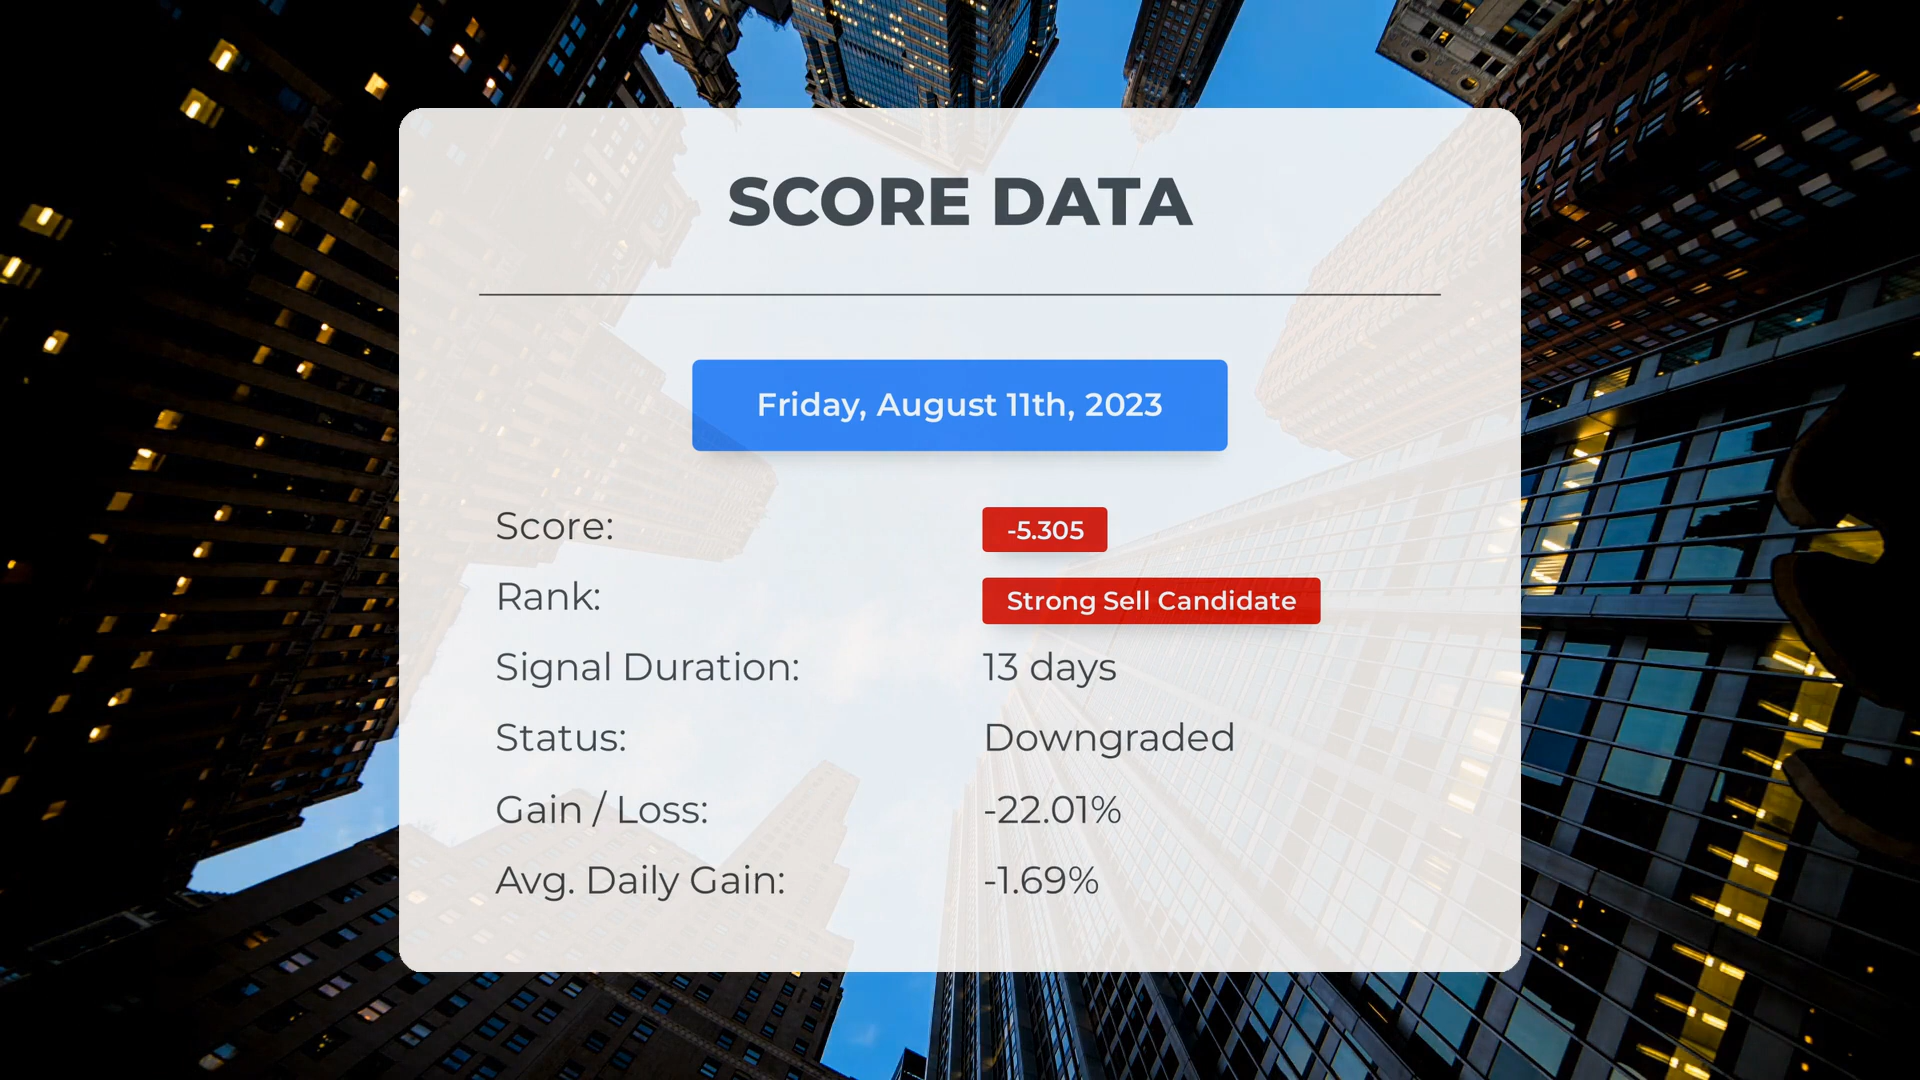 SCORE DATA
Friday, August 11th, 2023
Score: -5.305
Rank: Strong Sell Candidate
Signal Duration: 13 days
Status: Downgraded
Gain / Loss: -22.01%
Avg. Daily Gain: -1.69%